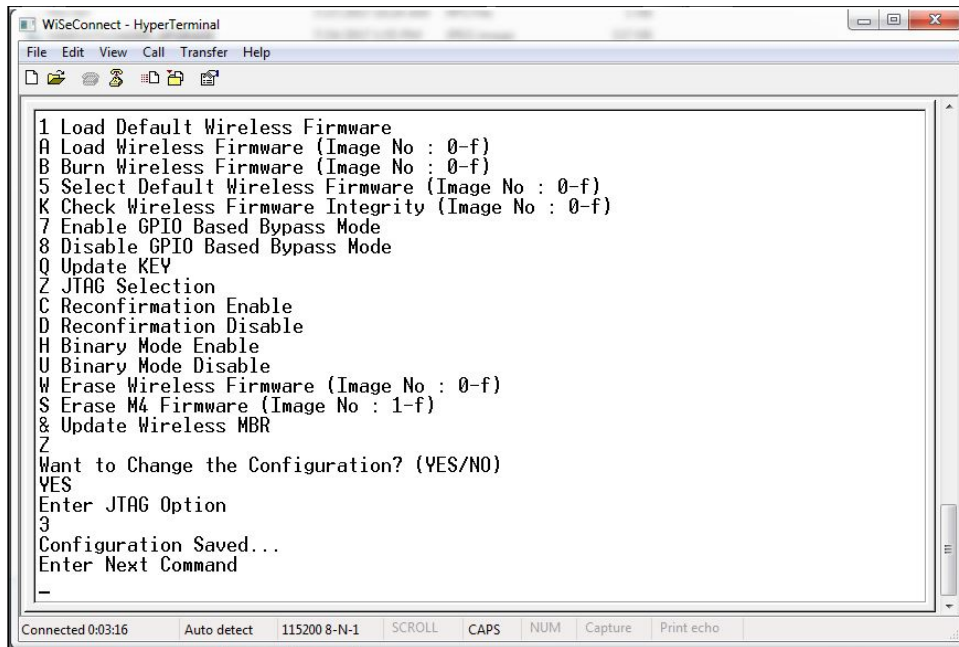 WiSeConnect - HyperTerminal
File Edit View Call Transfer Help
1 Load Default Wireless Firmware
A Load Wireless Firmware (Image No : 0-f)
B Burn Wireless Firmware (Image No : 0-f)
5 Select Default Wireless Firmware (Image No : 0-f)
K Check Wireless Firmware Integrity (Image No : 0-f)
7 Enable GPIO Based Bypass Mode
8 Disable GPIO Based Bypass Mode
Q Update KEY
Z JTAG Selection
C Reconfirmation Enable
D Reconfirmation Disable
H Binary Mode Enable
U Binary Mode Disable
W Erase Wireless Firmware (Image No : 0-f)
S Erase M4 Firmware (Image No : 1-f)
& Update Wireless MBR
Z
Want to Change the Configuration? (YES/NO)
YES
Enter JTAG Option
3
Configuration Saved...
Enter Next Command
_
Connected 0:03:16 Auto detect 115200 8-N-1 SCROLL CAPS NUM Capture Print echo